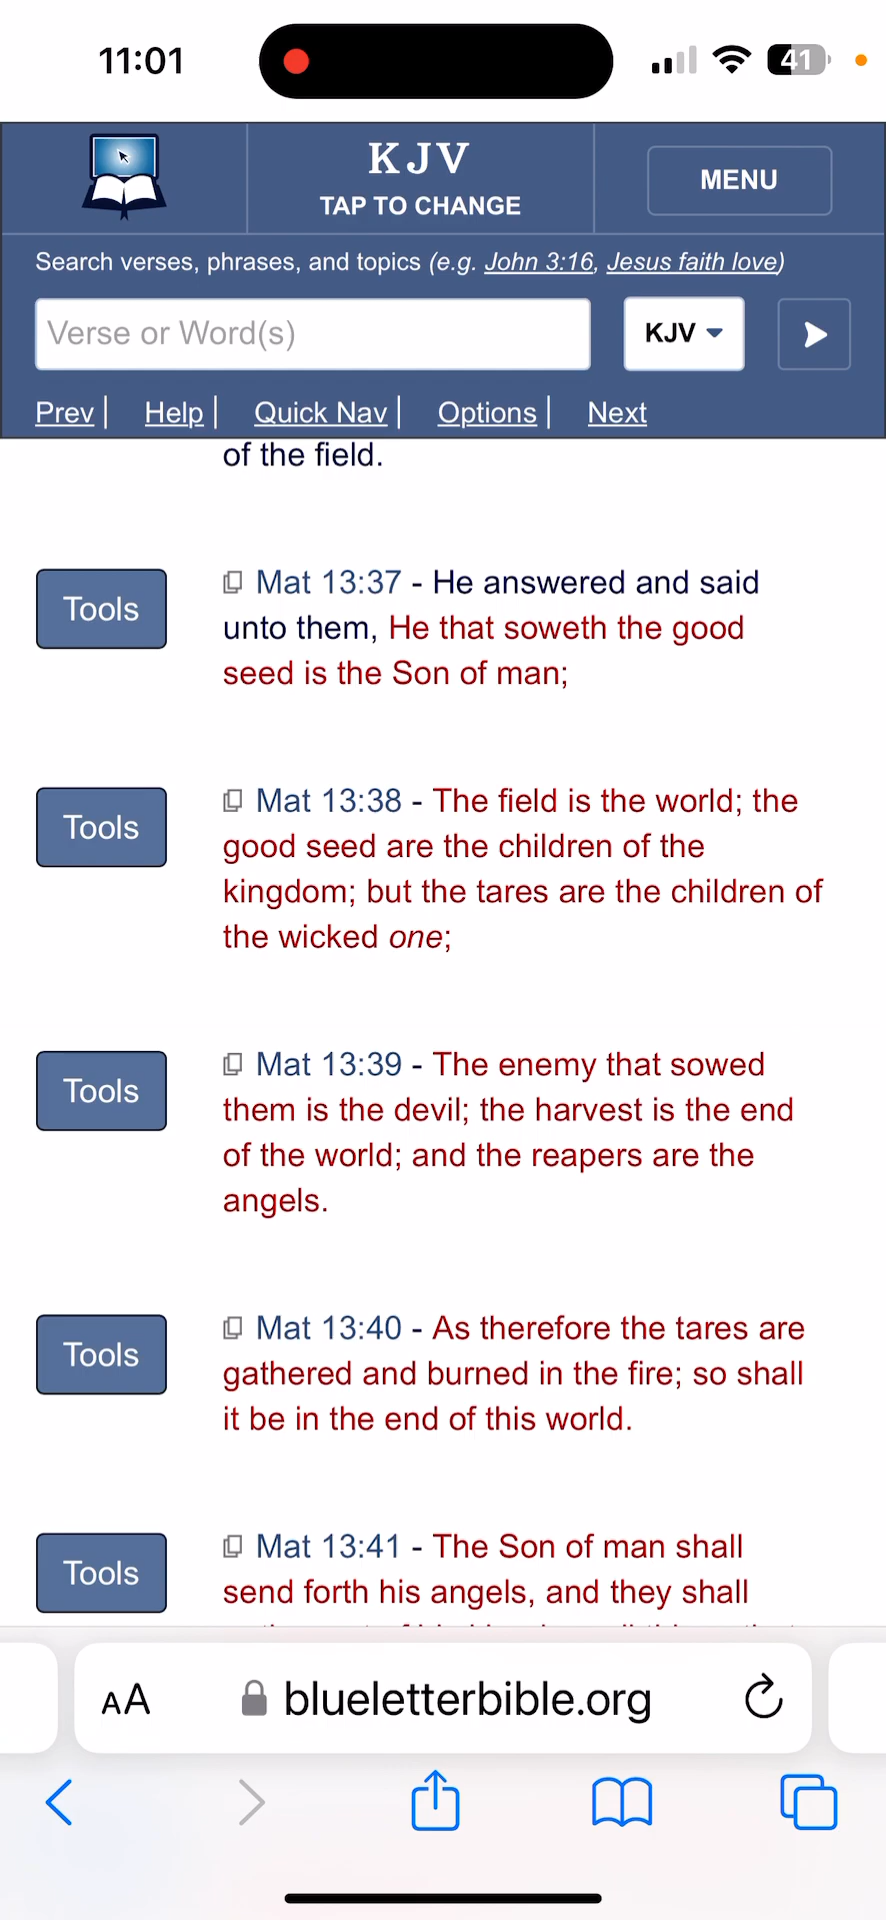 11:01
41
KJV
TAP TO CHANGE
MENU
Search verses, phrases, and topics (e.g. John 3:16, Jesus faith love)
Verse or Word(s)
KJV
Prev | Help | Quick Nav | Options | Next
of the field.
Tools
Mat 13:37 - He answered and said
unto them, He that soweth the good
seed is the Son of man;
Tools
Mat 13:38 - The field is the world; the
good seed are the children of the
kingdom; but the tares are the children of
the wicked one;
Tools
Mat 13:39 - The enemy that sowed
them is the devil; the harvest is the end
of the world; and the reapers are the
angels.
Tools
Mat 13:40 - As therefore the tares are
gathered and burned in the fire; so shall
it be in the end of this world.
Tools
Mat 13:41 - The Son of man shall
send forth his angels, and they shall
AA
blueletterbible.org